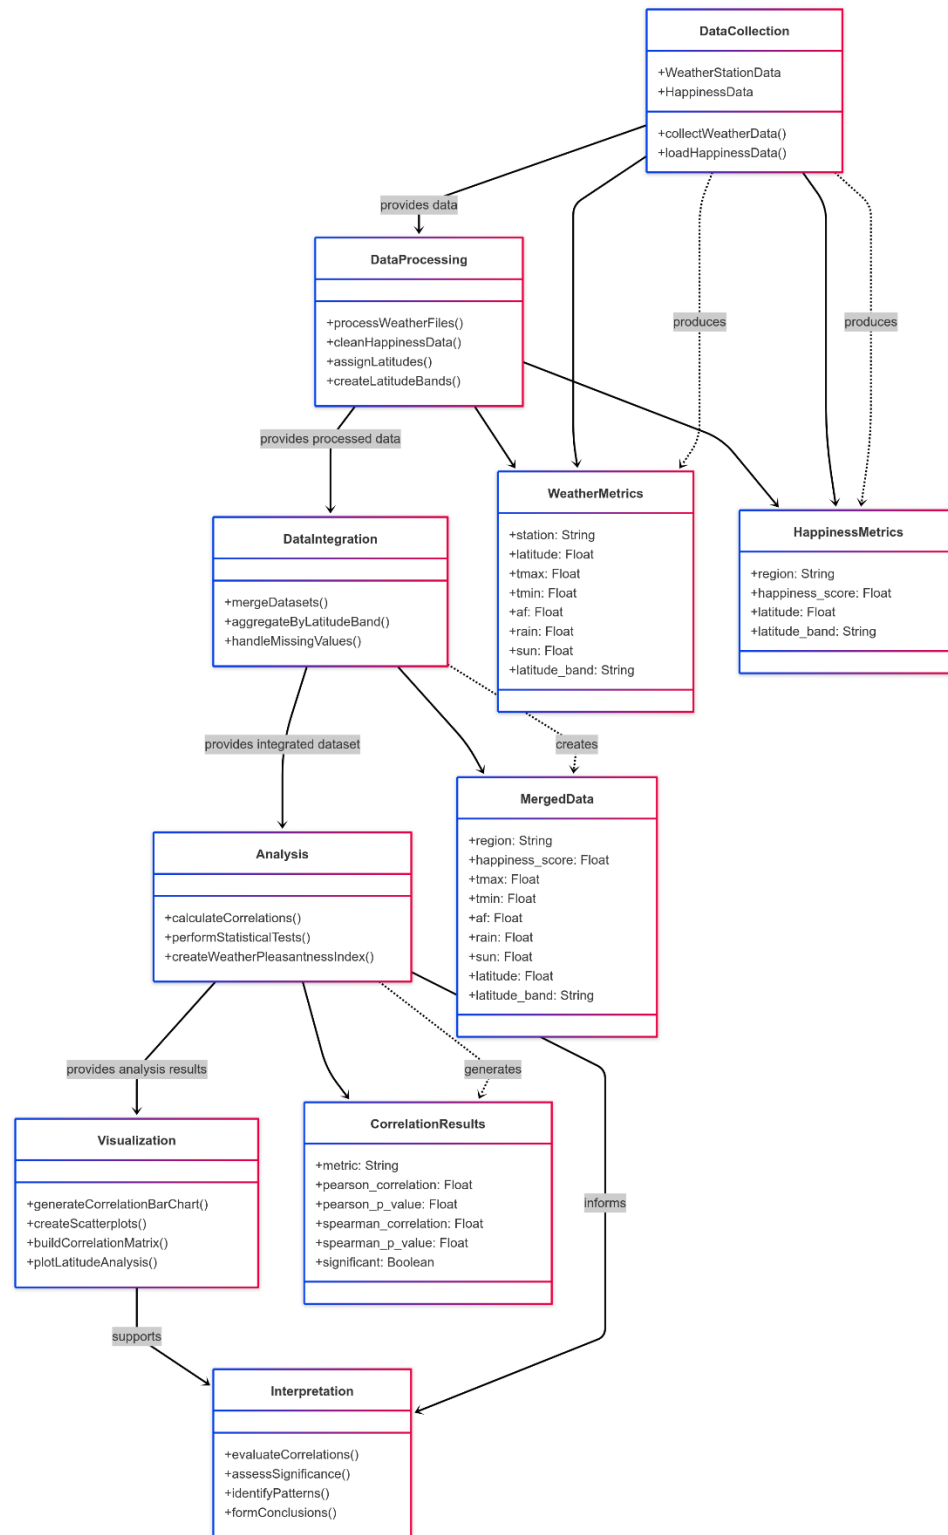 DataCollection
+WeatherStationData
+HappinessData
+collectWeatherData()
+loadHappinessData()
provides data
DataProcessing
+processWeatherFiles()
+cleanHappinessData()
+assignLatitudes()
+createLatitudeBands()
produces
produces
provides processed data
WeatherMetrics
+station: String
+latitude: Float
+tmax: Float
+tmin: Float
+af: Float
+rain: Float
+sun: Float
+latitude_band: String
HappinessMetrics
+region: String
+happiness_score: Float
+latitude: Float
+latitude_band: String
DataIntegration
+mergeDatasets()
+aggregateByLatitudeBand()
+handleMissingValues()
provides integrated dataset
creates
MergedData
+region: String
+happiness_score: Float
+tmax: Float
+tmin: Float
+af: Float
+rain: Float
+sun: Float
+latitude: Float
+latitude_band: String
Analysis
+calculateCorrelations()
+performStatisticalTests()
+createWeatherPleasantnessIndex()
provides analysis results
generates
Visualization
+generateCorrelationBarChart()
+createScatterplots()
+buildCorrelationMatrix()
+plotLatitudeAnalysis()
CorrelationResults
+metric: String
+pearson_correlation: Float
+pearson_p_value: Float
+spearman_correlation: Float
+spearman_p_value: Float
+significant: Boolean
informs
supports
Interpretation
+evaluateCorrelations()
+assessSignificance()
+identifyPatterns()
+formConclusions()